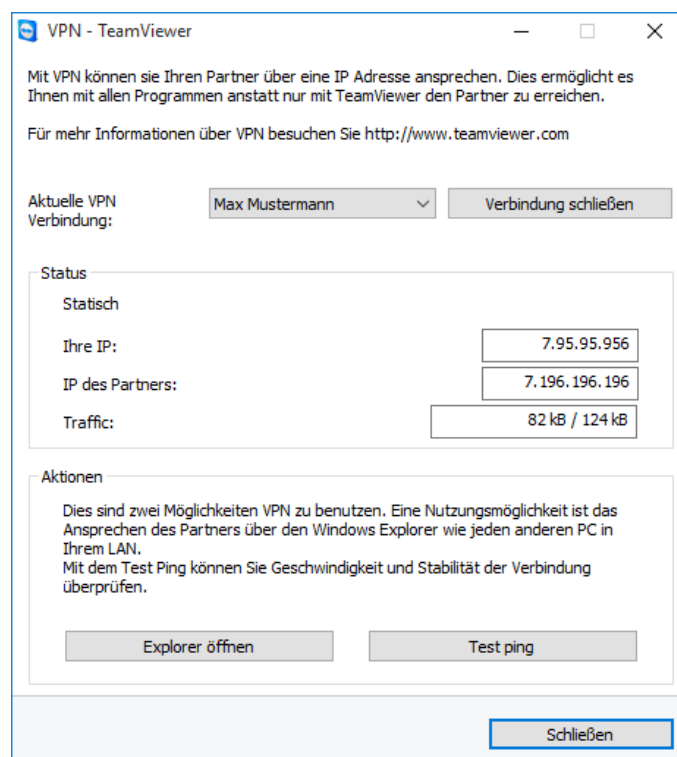 VPN - TeamViewer
Mit VPN können sie Ihren Partner über eine IP Adresse ansprechen. Dies ermöglicht es
Ihnen mit allen Programmen anstatt nur mit TeamViewer den Partner zu erreichen.
Für mehr Informationen über VPN besuchen Sie http://www.teamviewer.com
Aktuelle VPN
Verbindung:
Max Mustermann
Verbindung schließen
Status
Statisch
Ihre IP: 7.95.95.956
IP des Partners: 7.196.196.196
Traffic: 82 kB / 124 kB
Aktionen
Dies sind zwei Möglichkeiten VPN zu benutzen. Eine Nutzungsmöglichkeit ist das
Ansprechen des Partners über den Windows Explorer wie jeden anderen PC in
Ihrem LAN.
Mit dem Test Ping können Sie Geschwindigkeit und Stabilität der Verbindung
überprüfen.
Explorer öffnen
Test ping
Schließen